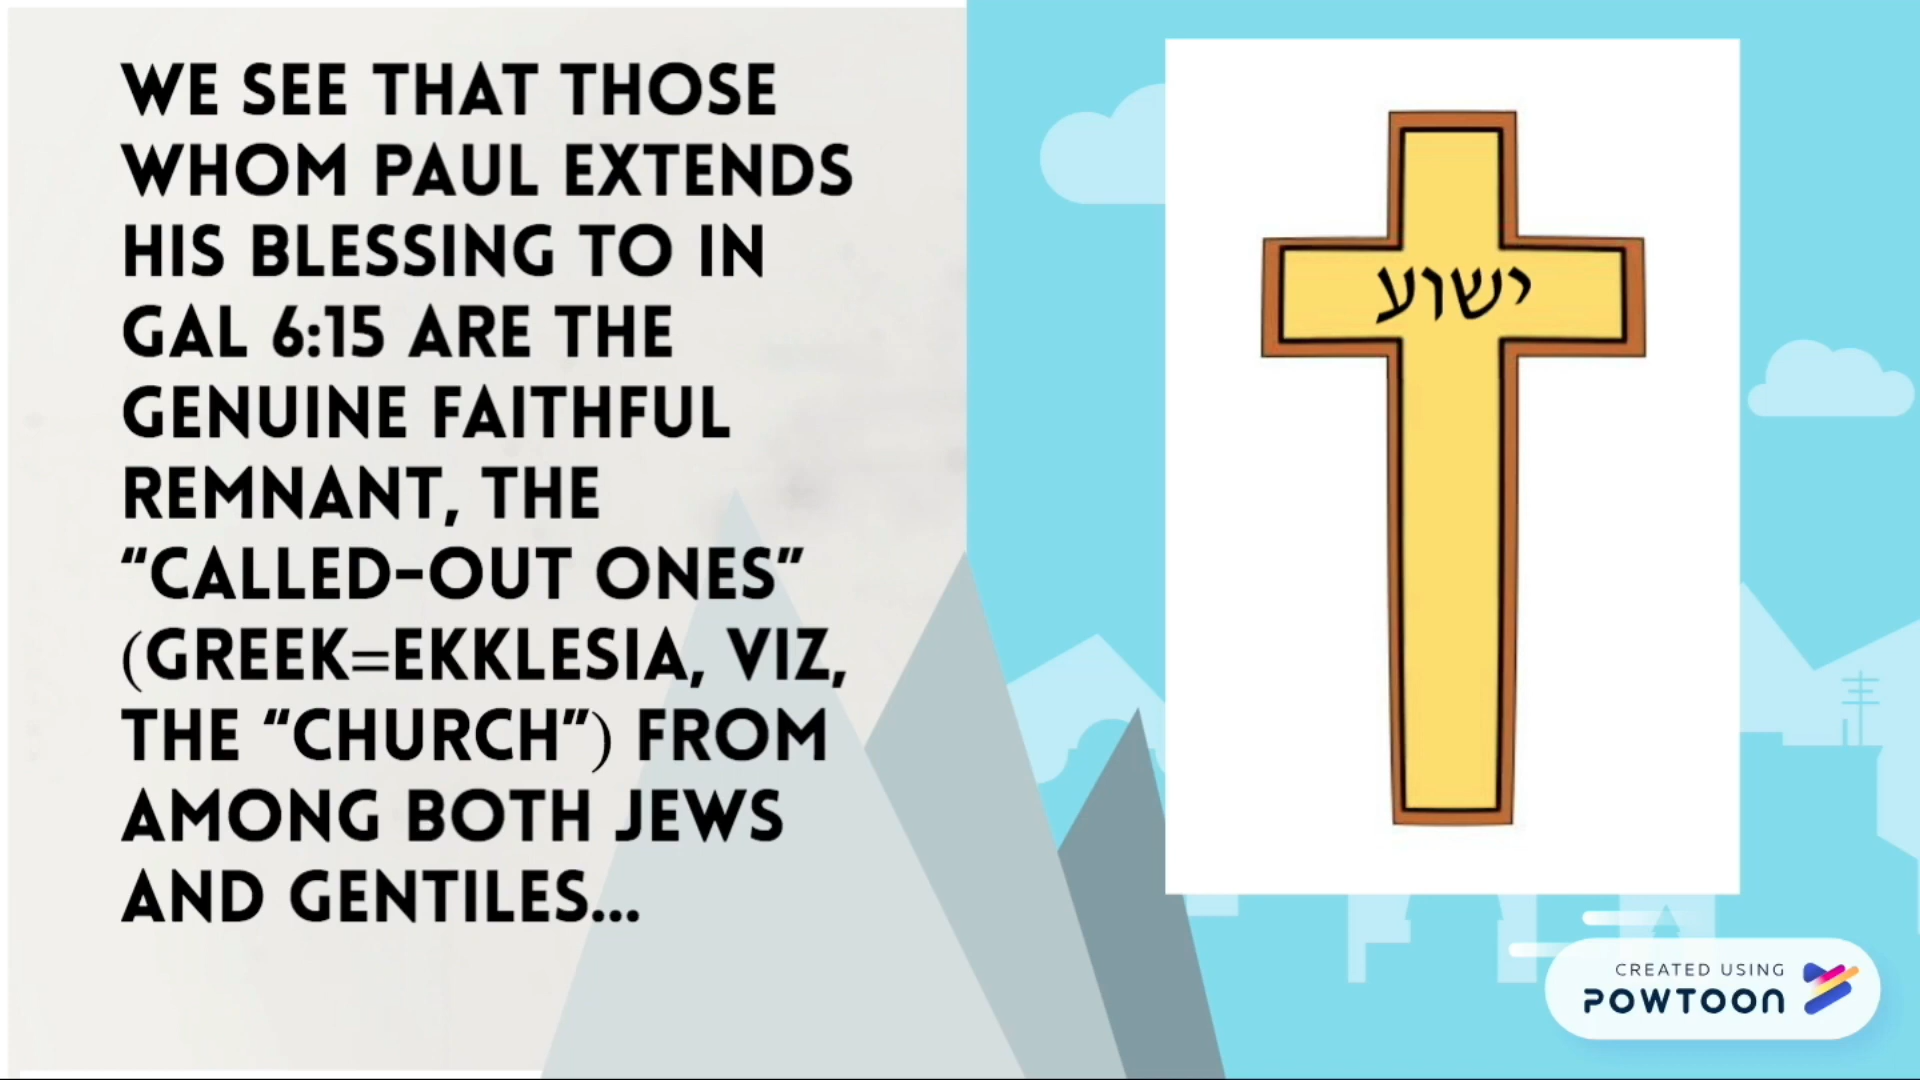 WE SEE THAT THOSE
WHOM PAUL EXTENDS
HIS BLESSING TO IN
GAL 6:15 ARE THE
GENUINE FAITHFUL
REMNANT, THE
“CALLED-OUT ONES”
(GREEK=EKKLESIA, VIZ,
THE “CHURCH”) FROM
AMONG BOTH JEWS
AND GENTILES...
ישוע
CREATED USING
POWTOON